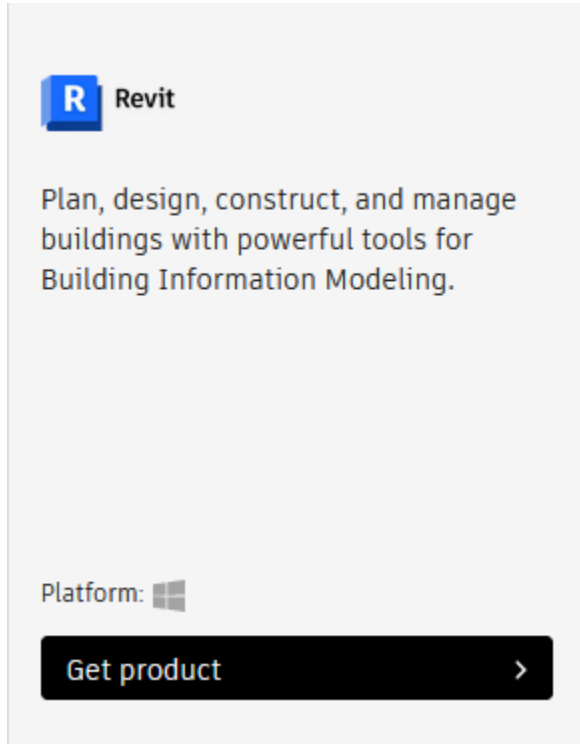 R Revit
Plan, design, construct, and manage
buildings with powerful tools for
Building Information Modeling.
Platform:
Get product